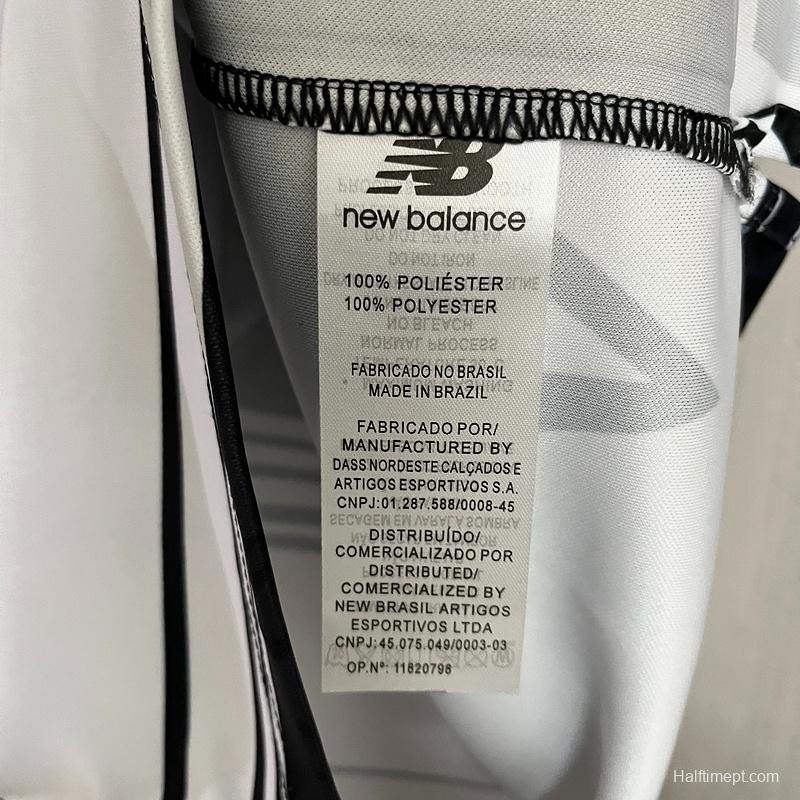 NB
new balance
100% POLIÉSTER
100% POLYESTER
FABRICADO NO BRASIL
MADE IN BRAZIL
FABRICADO POR/
MANUFACTURED BY
DASS NORDESTE CALÇADOS E
ARTIGOS ESPORTIVOS S.A.
CNPJ:01.287.588/0008-45
DISTRIBUÍDO/
COMERCIALIZADO POR
DISTRIBUTED/
COMERCIALIZED BY
NEW BRASIL ARTIGOS
ESPORTIVOS LTDA
CNPJ:45.075.049/0003-03
OP.Nº: 11820798
Halftimept.com